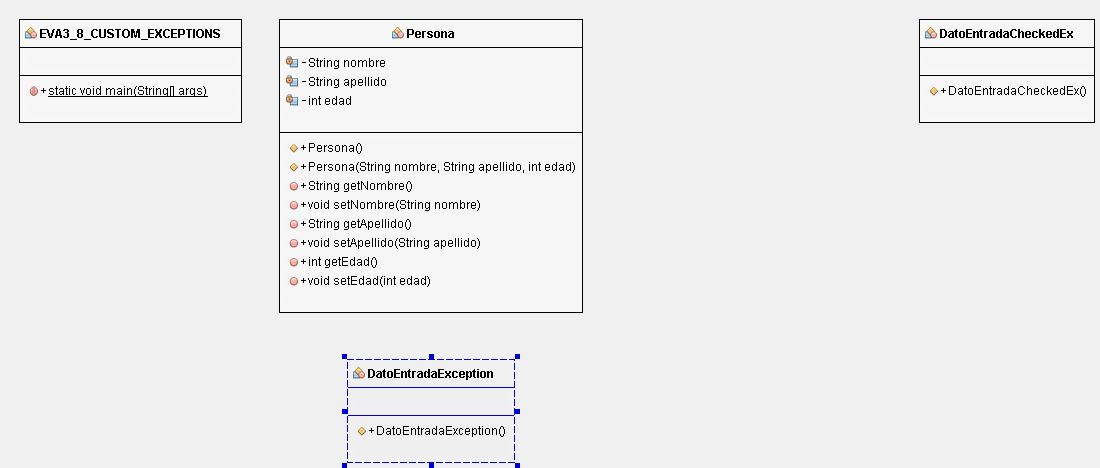 EVA3_8_CUSTOM_EXCEPTIONS
+static void main(String[] args)
Persona
-String nombre
-String apellido
-int edad
+Persona()
+Persona(String nombre, String apellido, int edad)
+String getNombre()
+void setNombre(String nombre)
+String getApellido()
+void setApellido(String apellido)
+int getEdad()
+void setEdad(int edad)
DatoEntradaCheckedEx
+DatoEntradaCheckedEx()
DatoEntradaException
+DatoEntradaException()